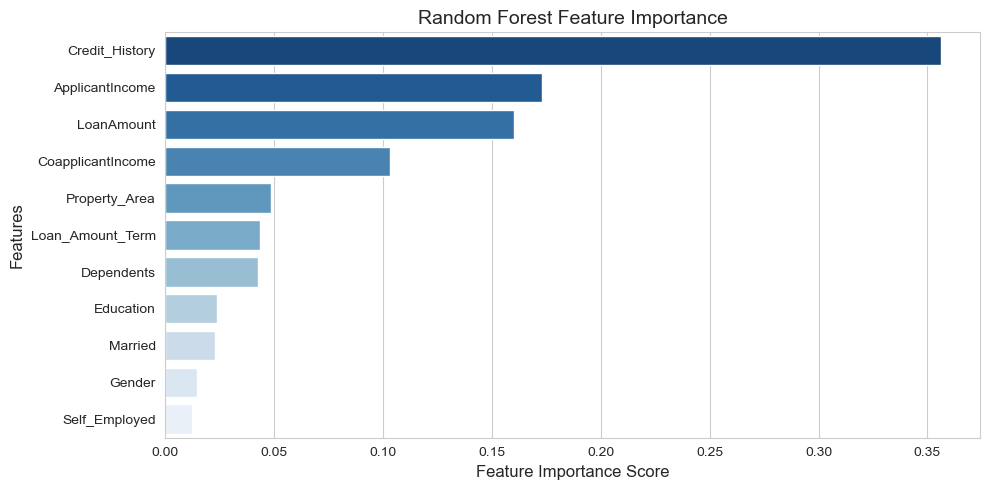 Random Forest Feature Importance
Credit_History
ApplicantIncome
LoanAmount
CoapplicantIncome
Property_Area
Loan_Amount_Term
Dependents
Education
Married
Gender
Self_Employed
Features
0.00 0.05 0.10 0.15 0.20 0.25 0.30 0.35
Feature Importance Score